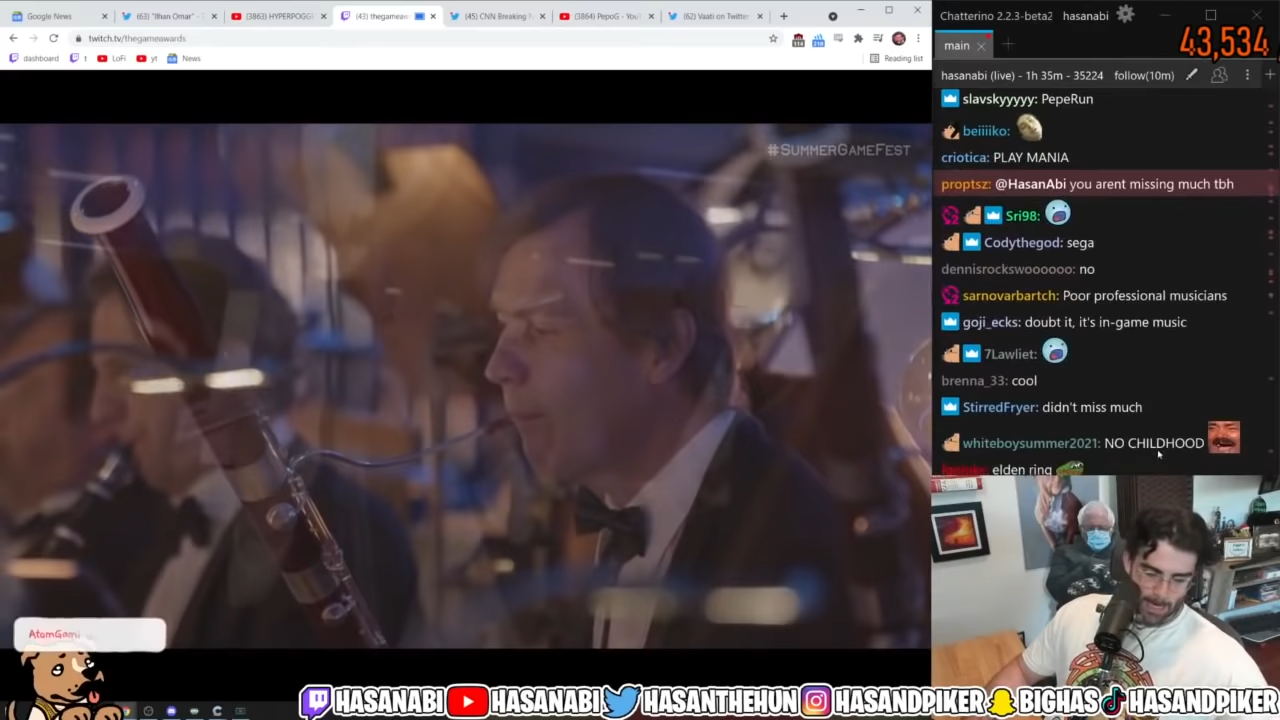 Google News
(63) "Ilhan Omar" - S
(3863) HYPERPOGG
(43) thegameaw
(45) CNN Breaking N
(3864) PepoG - You
(62) Vaati on Twitter
twitch.tv/thegameawards
dashboard
t
LoFi
yt
News
Reading list
#SUMMERGAMEFEST
AtomGami
Chatterino 2.2.3-beta2
hasanabi
43,534
main
hasanabi (live) - 1h 35m - 35224
follow(10m)
slavskyyyyy: PepeRun
beiiiiko:
criotica: PLAY MANIA
proptsz: @HasanAbi you arent missing much tbh
Sri98:
Codythegod: sega
dennisrockswoooooo: no
sarnovarbartch: Poor professional musicians
goji_ecks: doubt it, it's in-game music
7Lawliet:
brenna_33: cool
StirredFryer: didn't miss much
whiteboysummer2021: NO CHILDHOOD
elden ring
HASANABI
HASANABI
HASANTHEHUN
HASANDPIKER
BIGHAS
HASANDPIKER